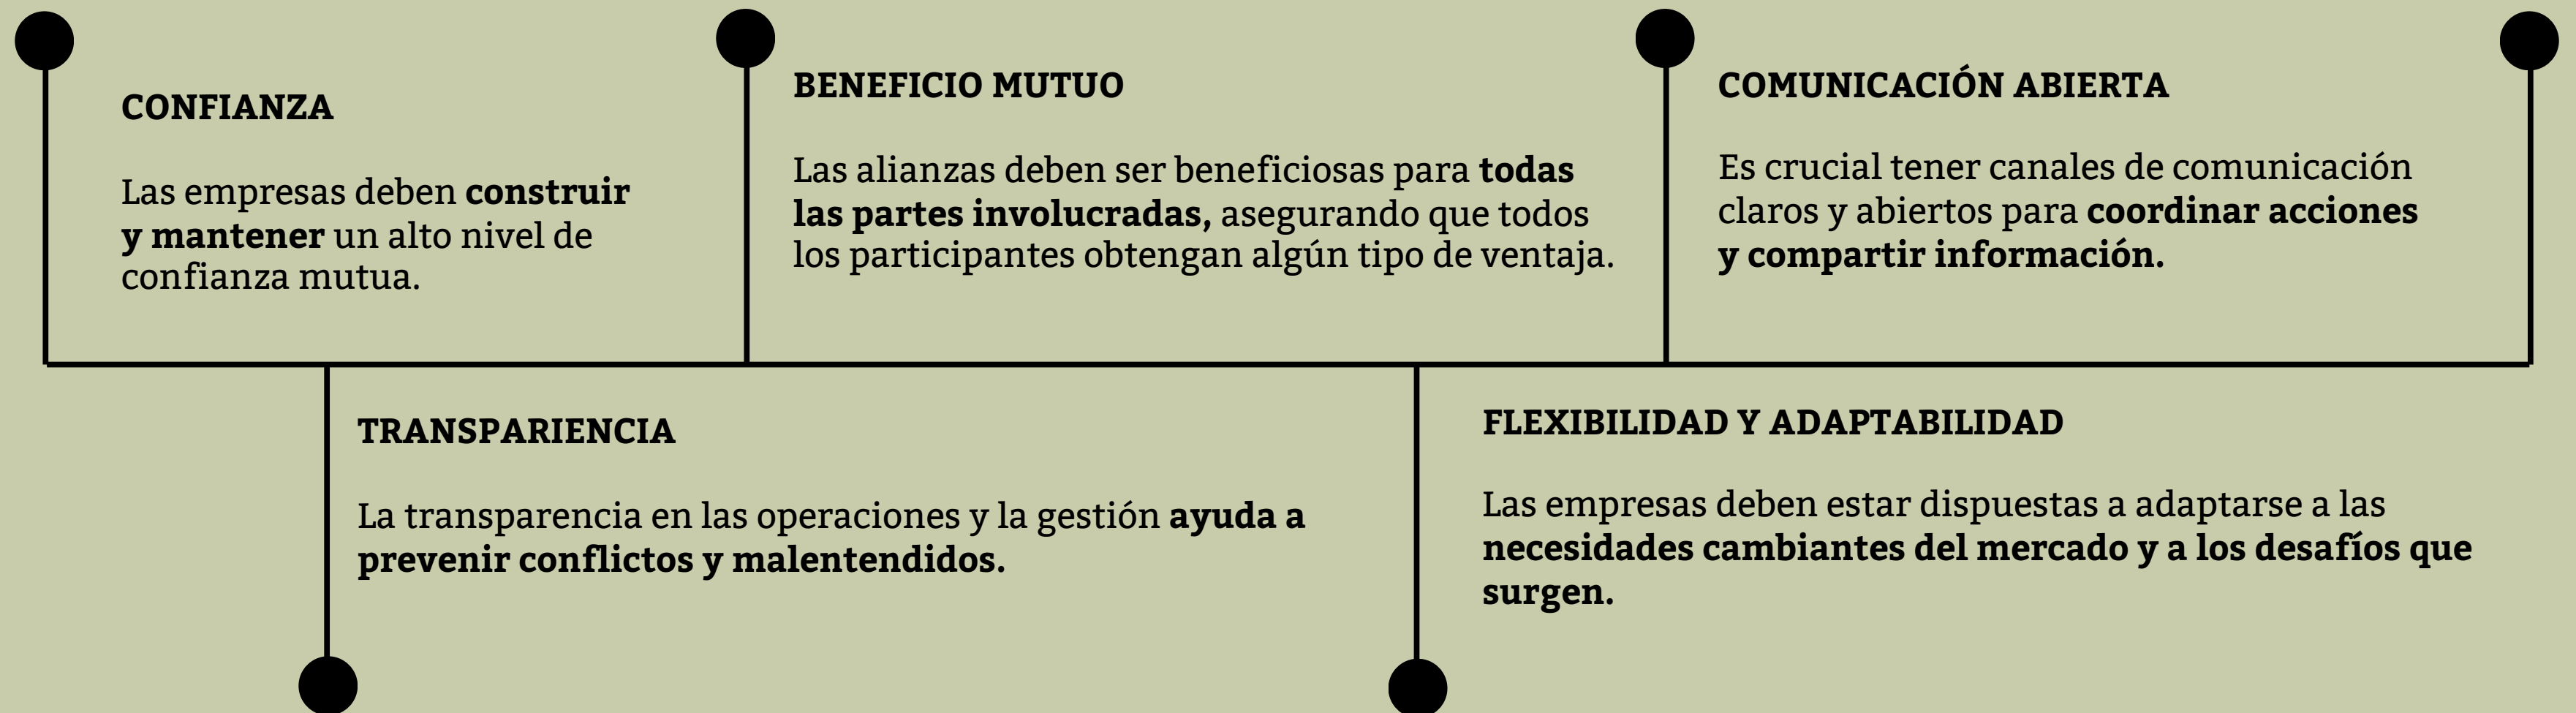 CONFIANZA
Las empresas deben construir
y mantener un alto nivel de
confianza mutua.
BENEFICIO MUTUO
Las alianzas deben ser beneficiosas para todas
las partes involucradas, asegurando que todos
los participantes obtengan algún tipo de ventaja.
COMUNICACIÓN ABIERTA
Es crucial tener canales de comunicación
claros y abiertos para coordinar acciones
y compartir información.
TRANSPARIENCIA
La transparencia en las operaciones y la gestión ayuda a
prevenir conflictos y malentendidos.
FLEXIBILIDAD Y ADAPTABILIDAD
Las empresas deben estar dispuestas a adaptarse a las
necesidades cambiantes del mercado y a los desafíos que
surgen.